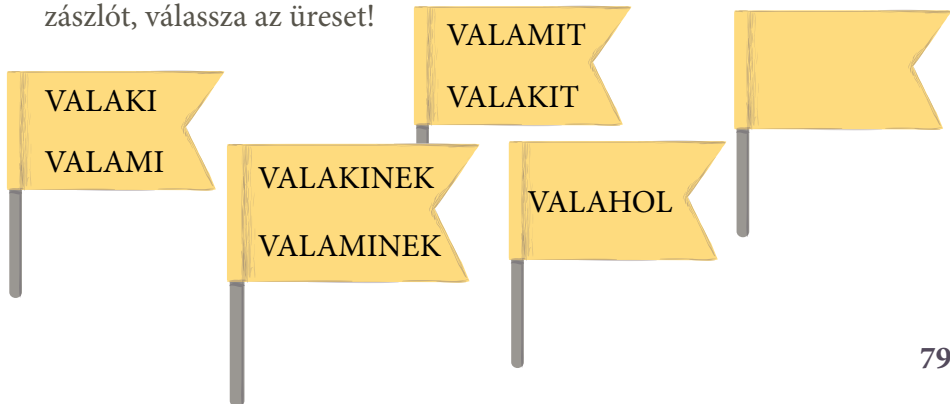 zászlót, válassza az üreset!
VALAKI
VALAMI
VALAMIT
VALAKIT
VALAKINEK
VALAMINEK
VALAHOL
79